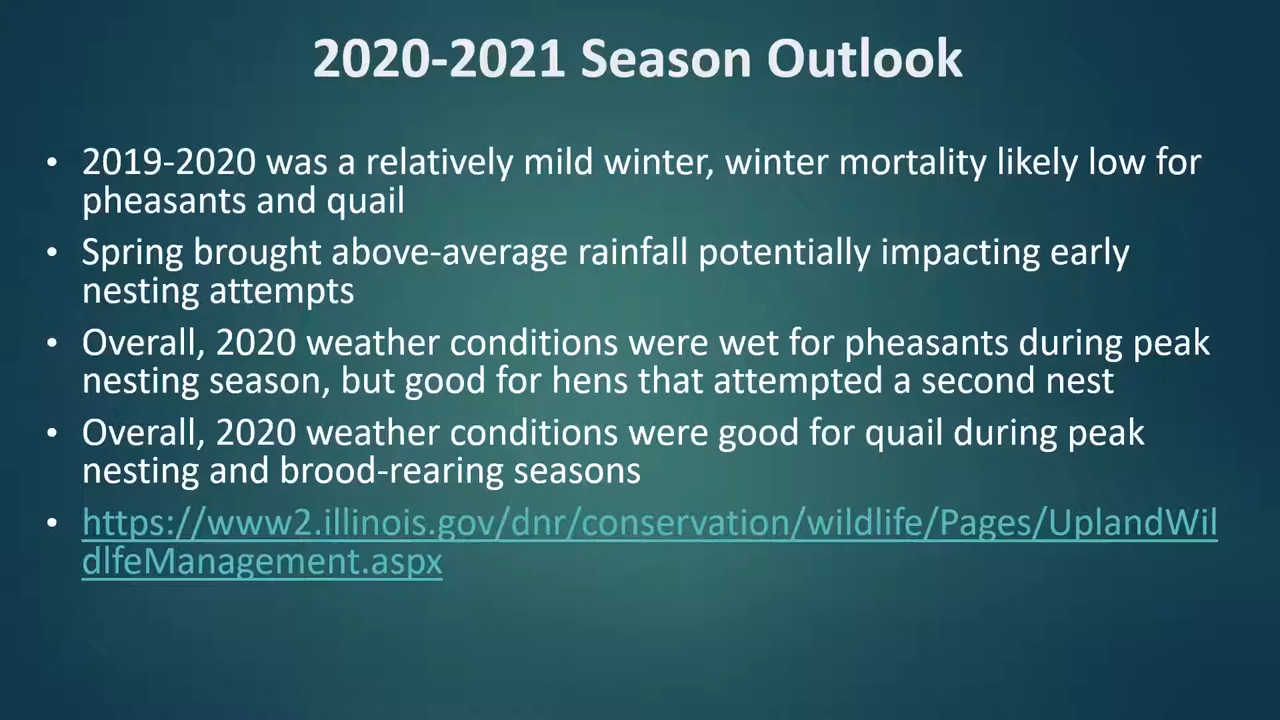 2020-2021 Season Outlook
• 2019-2020 was a relatively mild winter, winter mortality likely low for
pheasants and quail
• Spring brought above-average rainfall potentially impacting early
nesting attempts
• Overall, 2020 weather conditions were wet for pheasants during peak
nesting season, but good for hens that attempted a second nest
• Overall, 2020 weather conditions were good for quail during peak
nesting and brood-rearing seasons
• https://www2.illinois.gov/dnr/conservation/wildlife/Pages/UplandWil
dlfeManagement.aspx